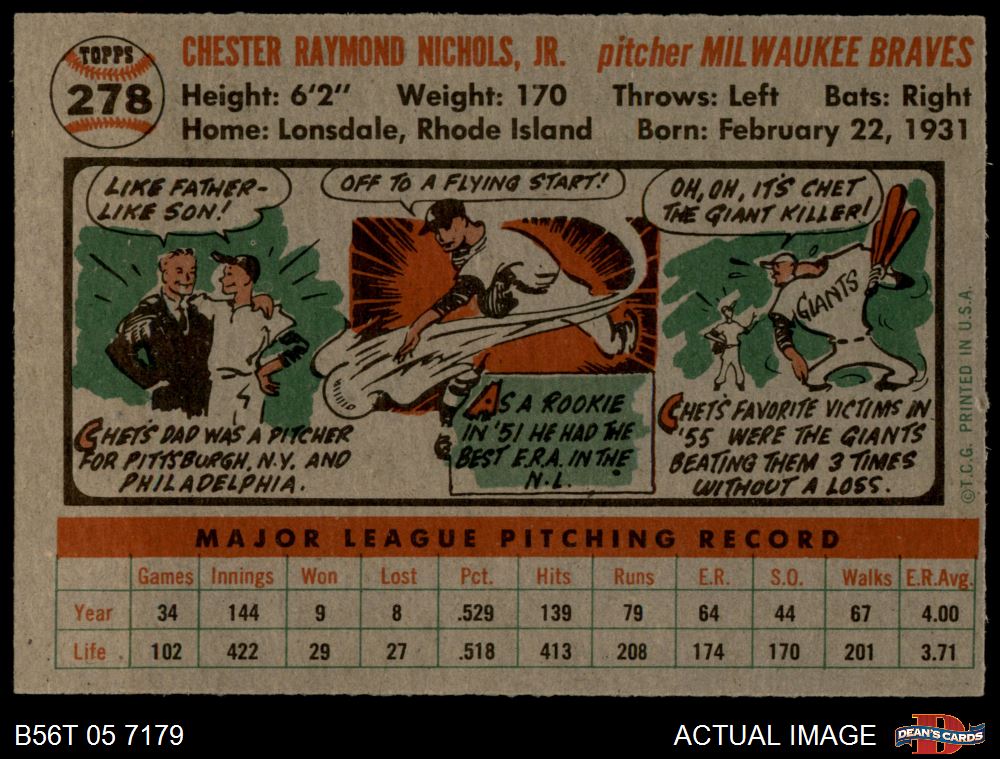 TOPPS
278
CHESTER RAYMOND NICHOLS, JR. pitcher MILWAUKEE BRAVES
Height: 6'2" Weight: 170 Throws: Left Bats: Right
Home: Lonsdale, Rhode Island Born: February 22, 1931
LIKE FATHER-
LIKE SON!
OFF TO A FLYING START!
OH, OH, IT'S CHET
THE GIANT KILLER!
GIANTS
CHET'S DAD WAS A PITCHER
FOR PITTSBURGH, N.Y. AND
PHILADELPHIA.
AS A ROOKIE
IN '51 HE HAD THE
BEST E.R.A. IN THE
N.L.
CHET'S FAVORITE VICTIMS IN
'55 WERE THE GIANTS
BEATING THEM 3 TIMES
WITHOUT A LOSS.
©T.C.G. PRINTED IN U.S.A.
MAJOR LEAGUE PITCHING RECORD
Games Innings Won Lost Pct. Hits Runs E.R. S.O. Walks E.R.Avg.
Year 34 144 9 8 .529 139 79 64 44 67 4.00
Life 102 422 29 27 .518 413 208 174 170 201 3.71
B56T 05 7179
ACTUAL IMAGE
D
DEAN'S CARDS